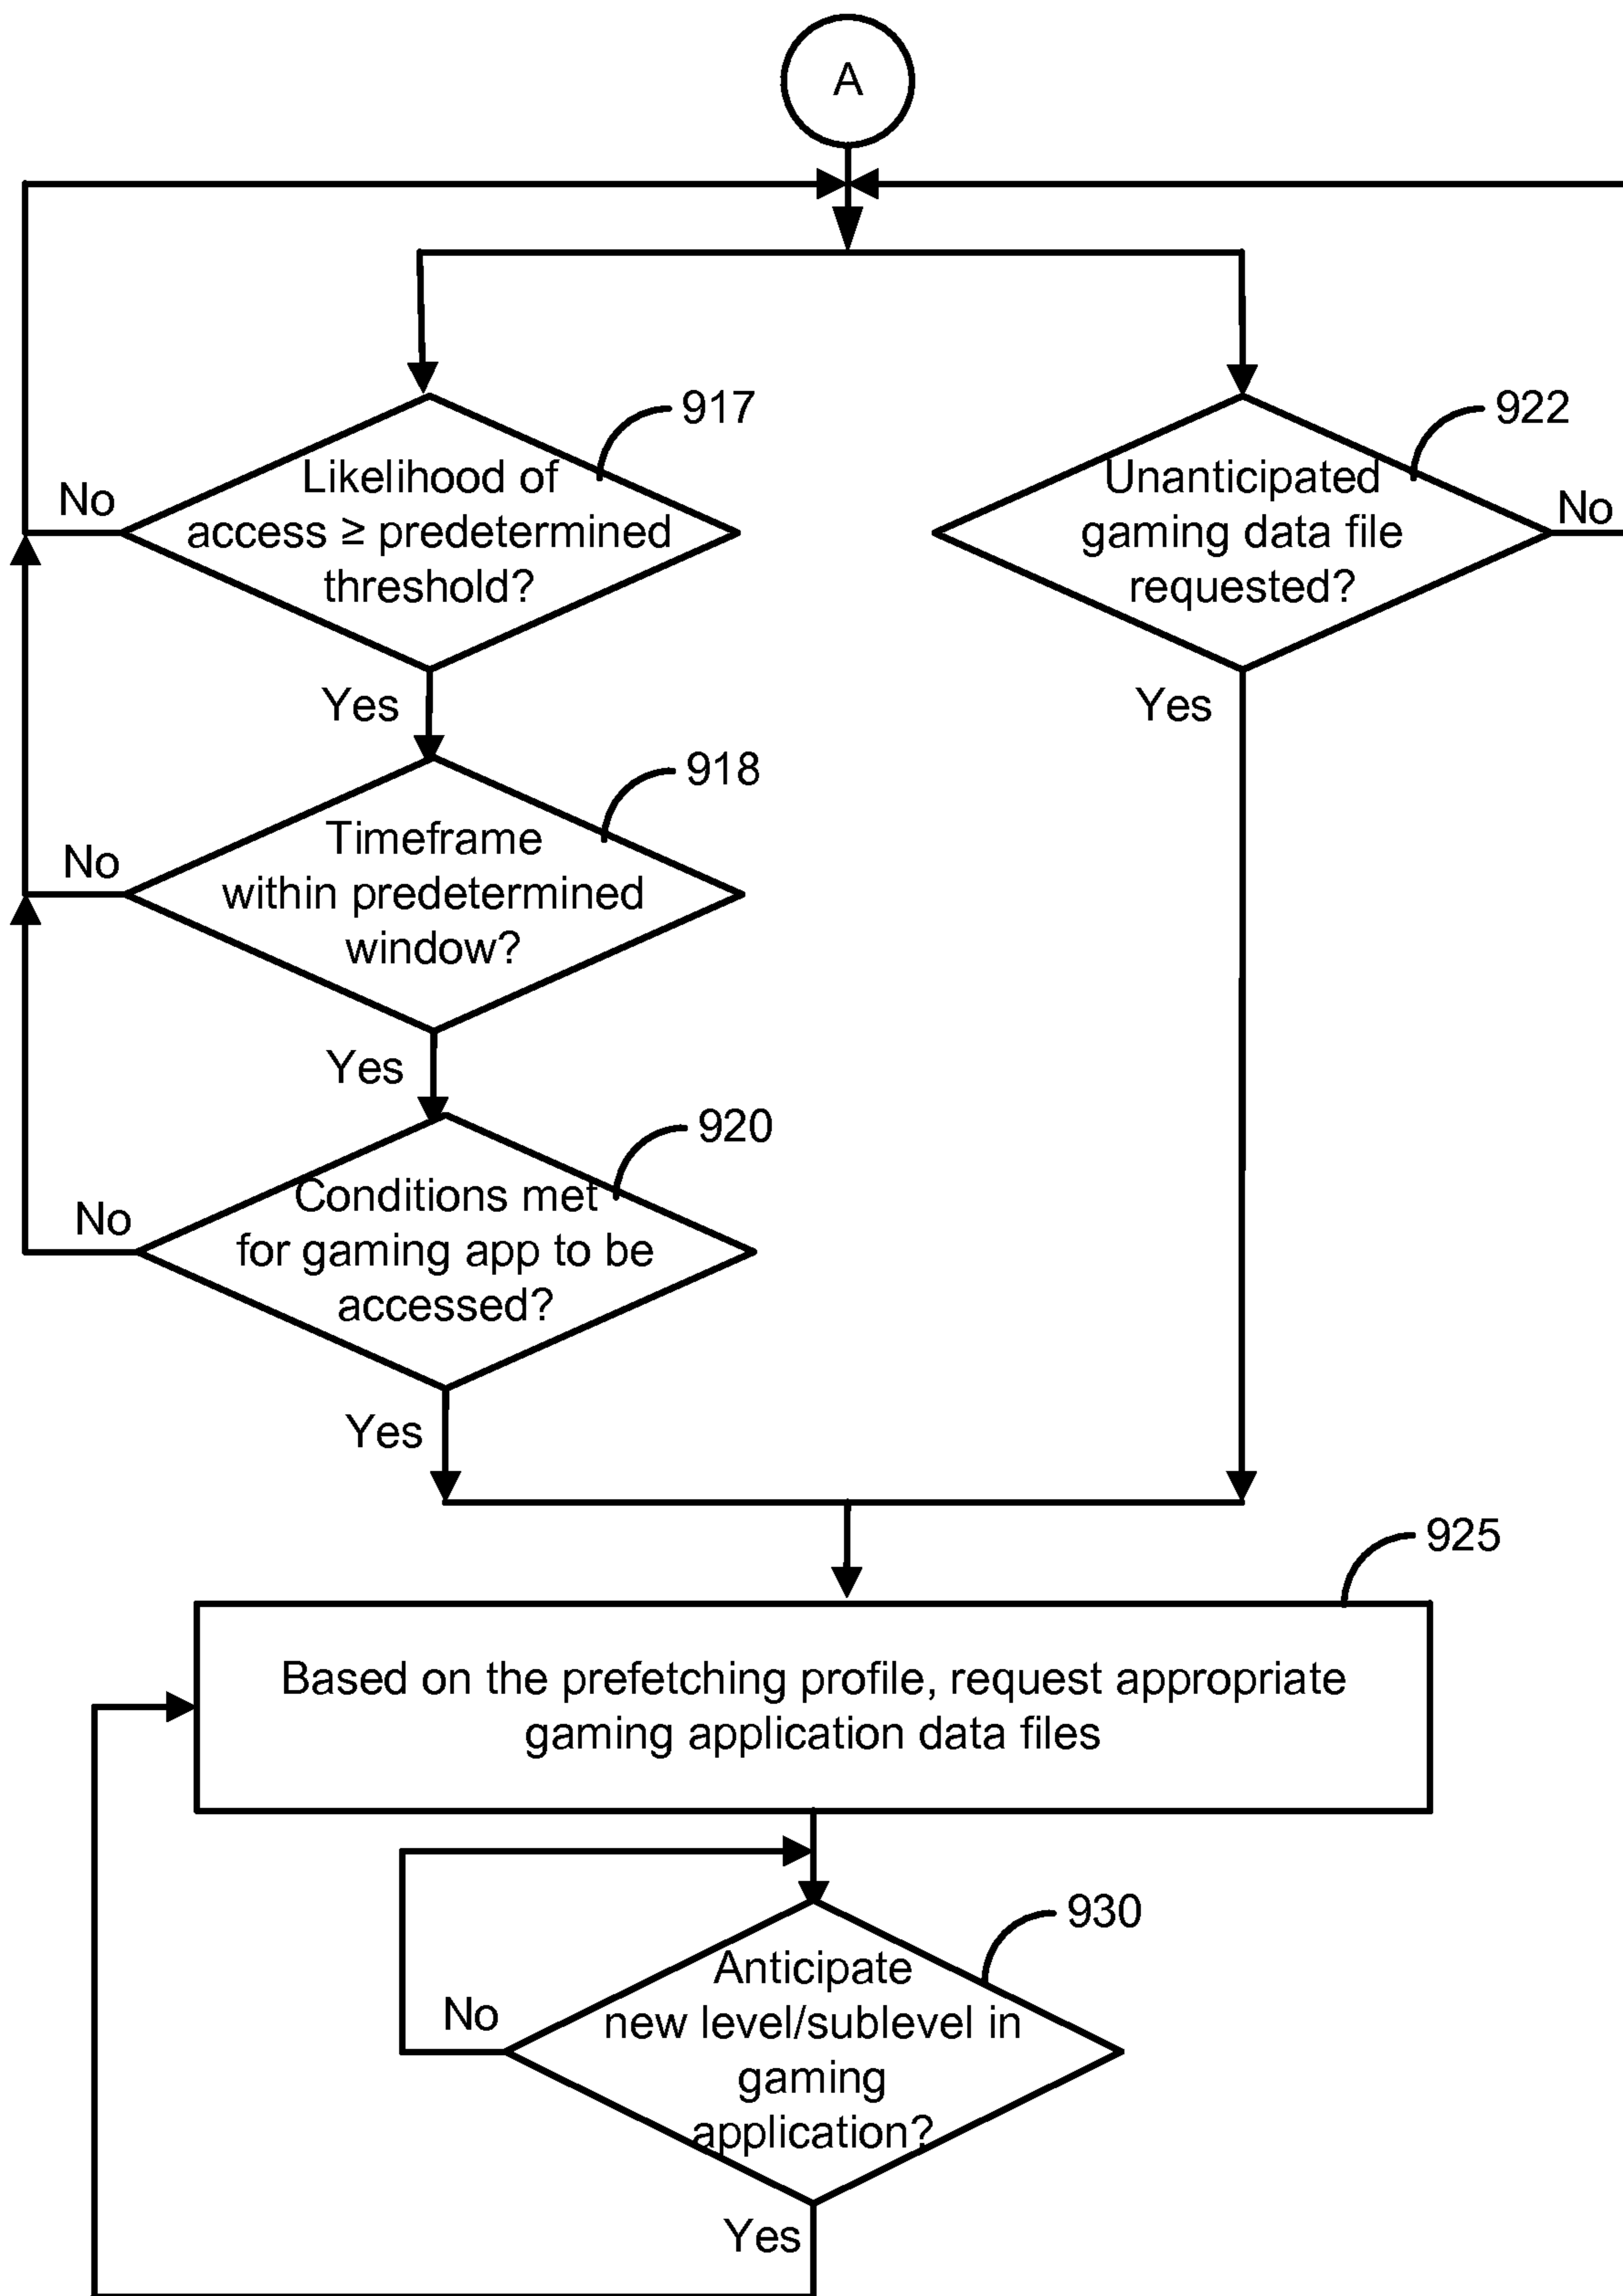 A
917
922
Likelihood of
access ≥ predetermined
threshold?
No
Unanticipated
gaming data file
requested?
No
Yes
Yes
918
Timeframe
within predetermined
window?
No
Yes
920
Conditions met
for gaming app to be
accessed?
No
Yes
925
Based on the prefetching profile, request appropriate
gaming application data files
930
Anticipate
new level/sublevel in
gaming
application?
No
Yes